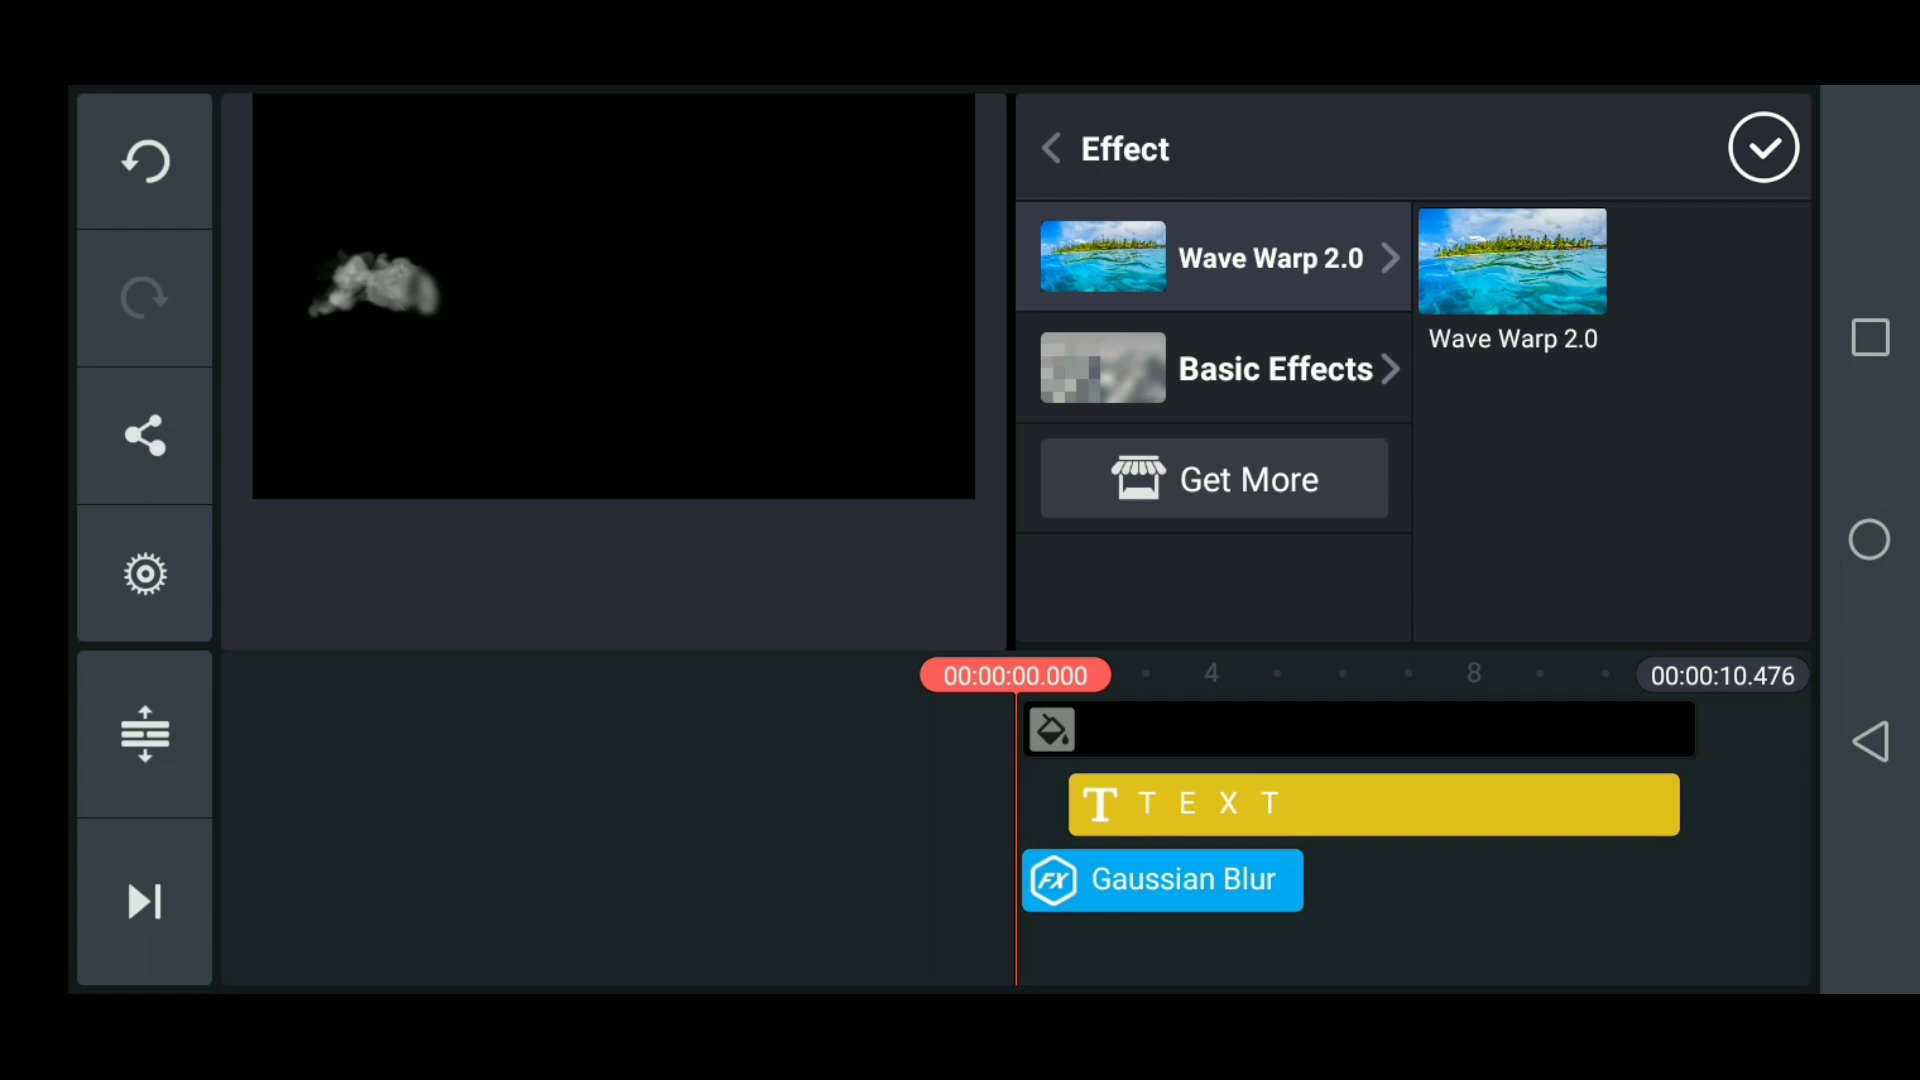 Effect
Wave Warp 2.0
Wave Warp 2.0
Basic Effects
Get More
00:00:00.000
4
8
00:00:10.476
T T E X T
FX Gaussian Blur